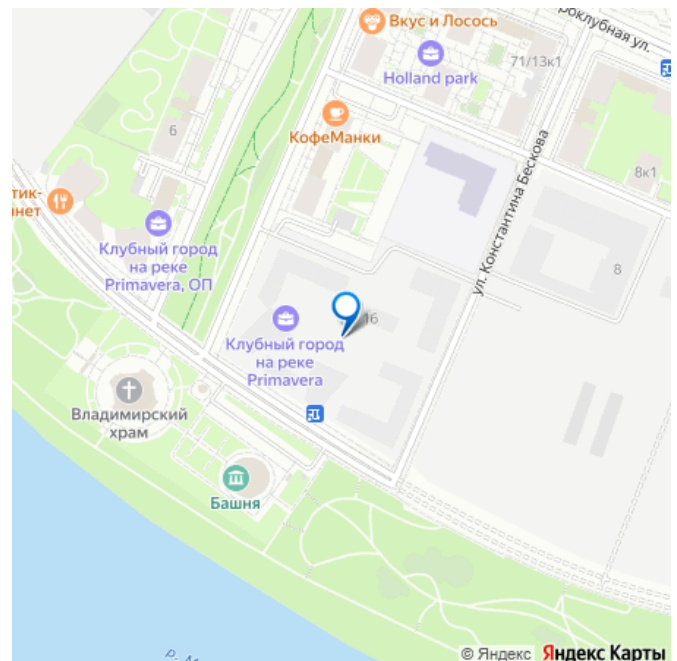 Вкус и Лосось
роклубная ул.
71/13к1
Holland park
6
КофеМанки
ул. Константина Бескова
8к1
тик-
нет
Клубный город
на реке
Primavera, ОП
8
16
Клубный город
на реке
Primavera
Владимирский
храм
Башня
р. М
© Яндекс Яндекс Карты